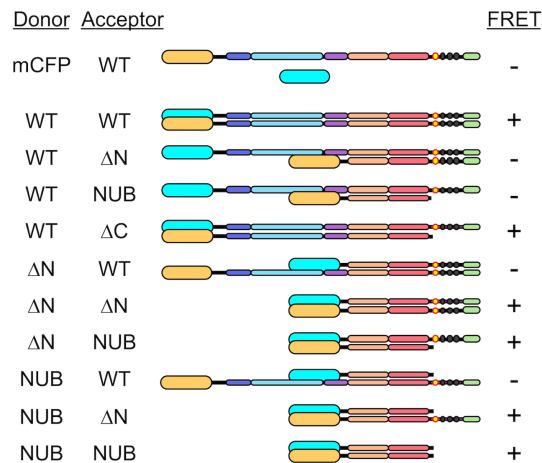 Donor Acceptor FRET
mCFP WT -
WT WT +
WT ΔN -
WT NUB -
WT ΔC +
ΔN WT -
ΔN ΔN +
ΔN NUB +
NUB WT -
NUB ΔN +
NUB NUB +